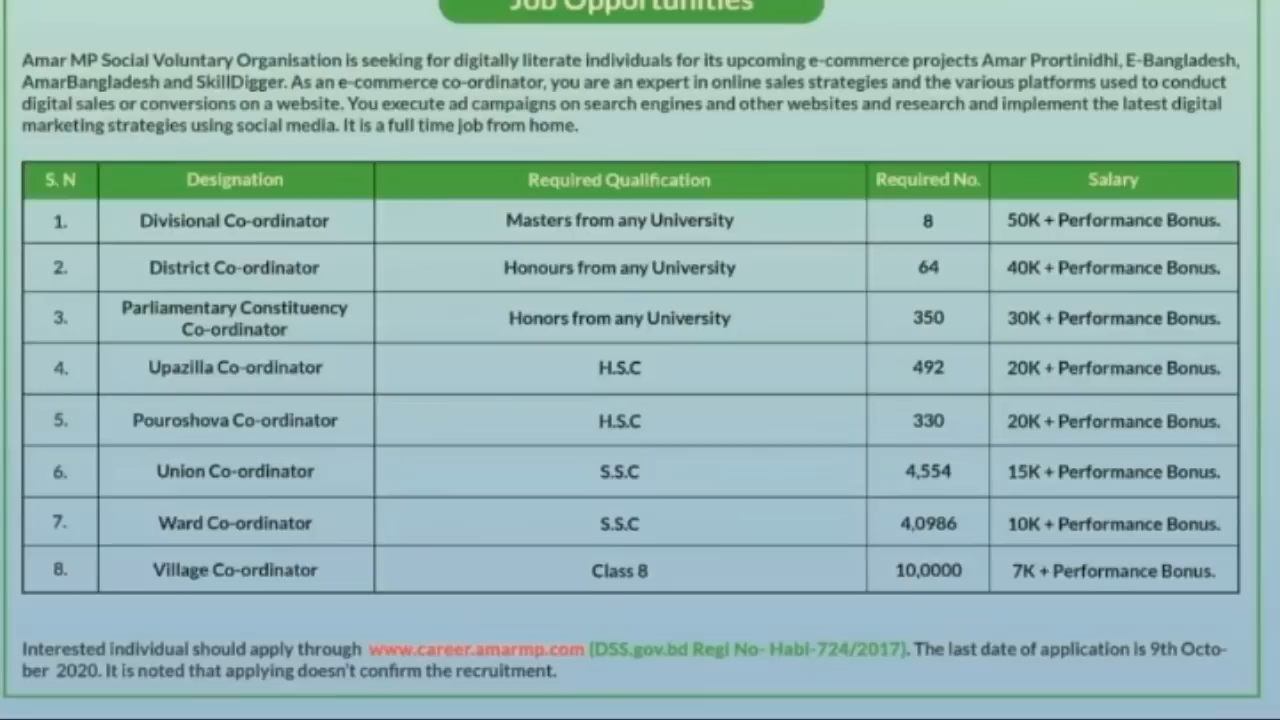 Job Opportunities
Amar MP Social Voluntary Organisation is seeking for digitally literate individuals for its upcoming e-commerce projects Amar Prortinidhi, E-Bangladesh,
AmarBangladesh and SkillDigger. As an e-commerce co-ordinator, you are an expert in online sales strategies and the various platforms used to conduct
digital sales or conversions on a website. You execute ad campaigns on search engines and other websites and research and implement the latest digital
marketing strategies using social media. It is a full time job from home.
S. N Designation Required Qualification Required No. Salary
1. Divisional Co-ordinator Masters from any University 8 50K + Performance Bonus.
2. District Co-ordinator Honours from any University 64 40K + Performance Bonus.
Parliamentary Constituency
3. Co-ordinator Honors from any University 350 30K + Performance Bonus.
4. Upazilla Co-ordinator H.S.C 492 20K + Performance Bonus.
5. Pouroshova Co-ordinator H.S.C 330 20K + Performance Bonus.
6. Union Co-ordinator S.S.C 4,554 15K + Performance Bonus.
7. Ward Co-ordinator S.S.C 4,0986 10K + Performance Bonus.
8. Village Co-ordinator Class 8 10,0000 7K + Performance Bonus.
Interested individual should apply through www.career.amarmp.com (DSS.gov.bd Regi No- Habi-724/2017). The last date of application is 9th Octo-
ber 2020. It is noted that applying doesn't confirm the recruitment.